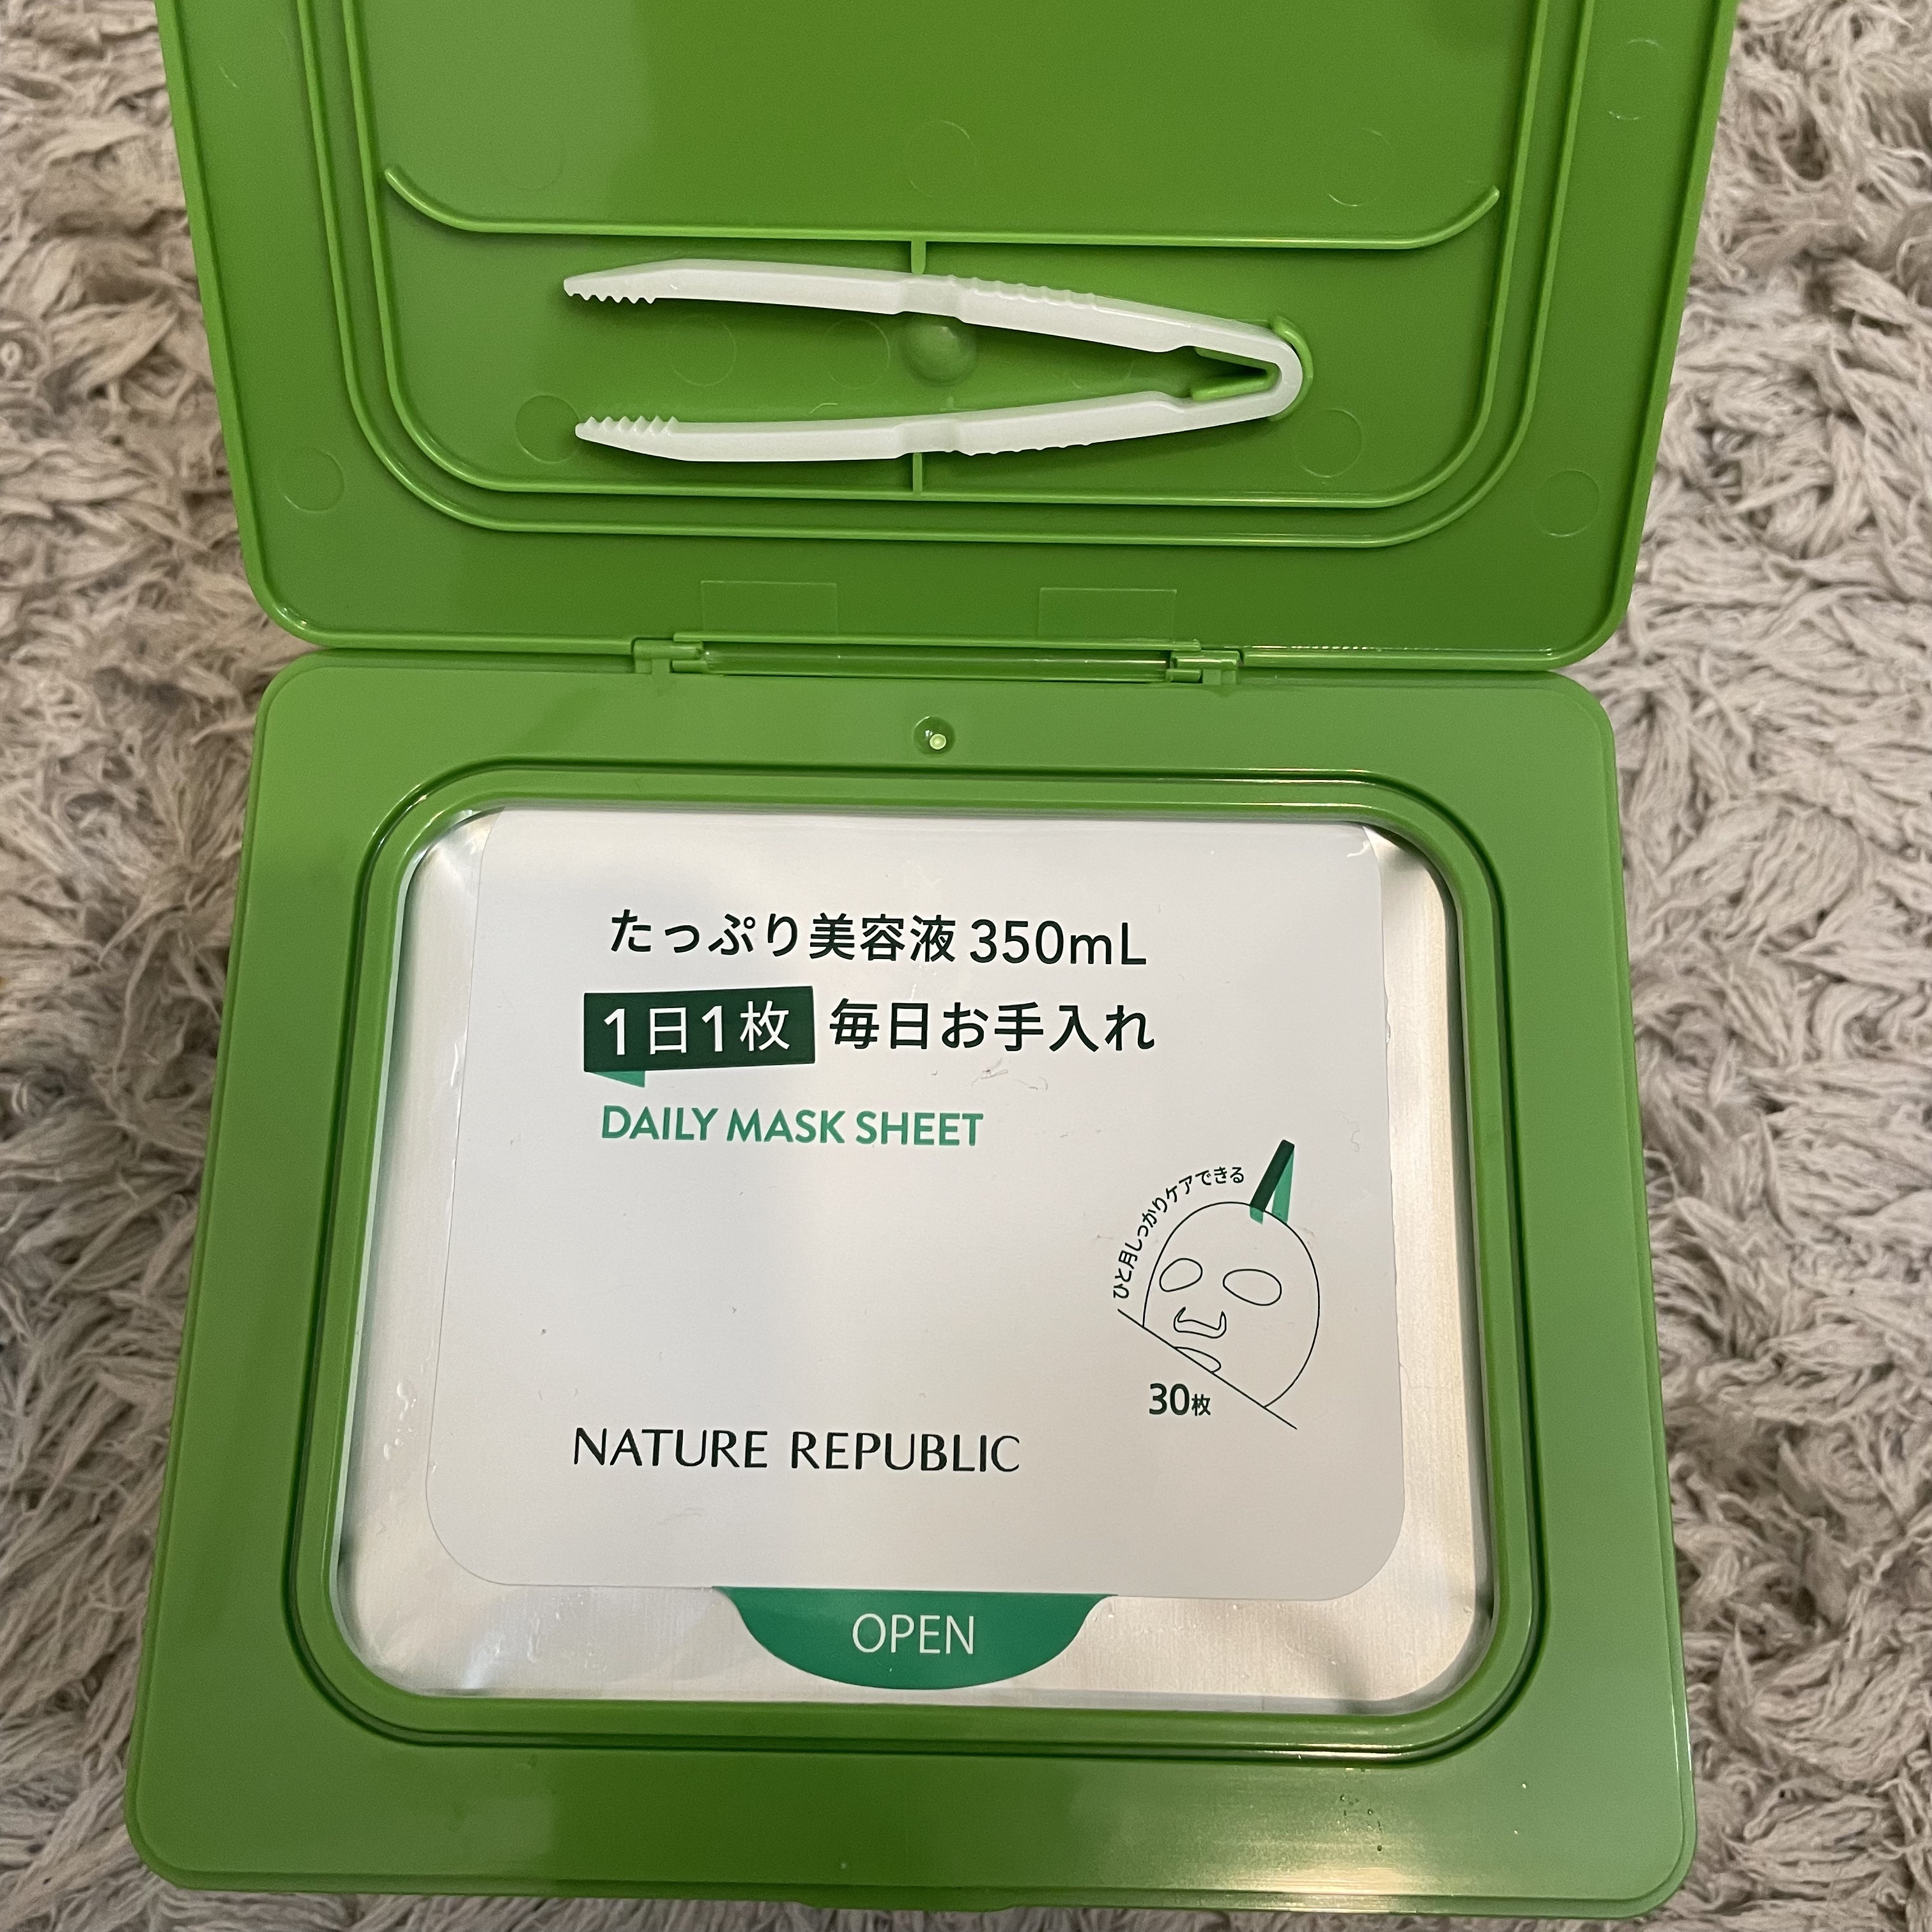 たっぷり美容液 350mL
1日1枚 毎日お手入れ
DAILY MASK SHEET
ひと月しっかりケアできる
30枚
NATURE REPUBLIC
OPEN